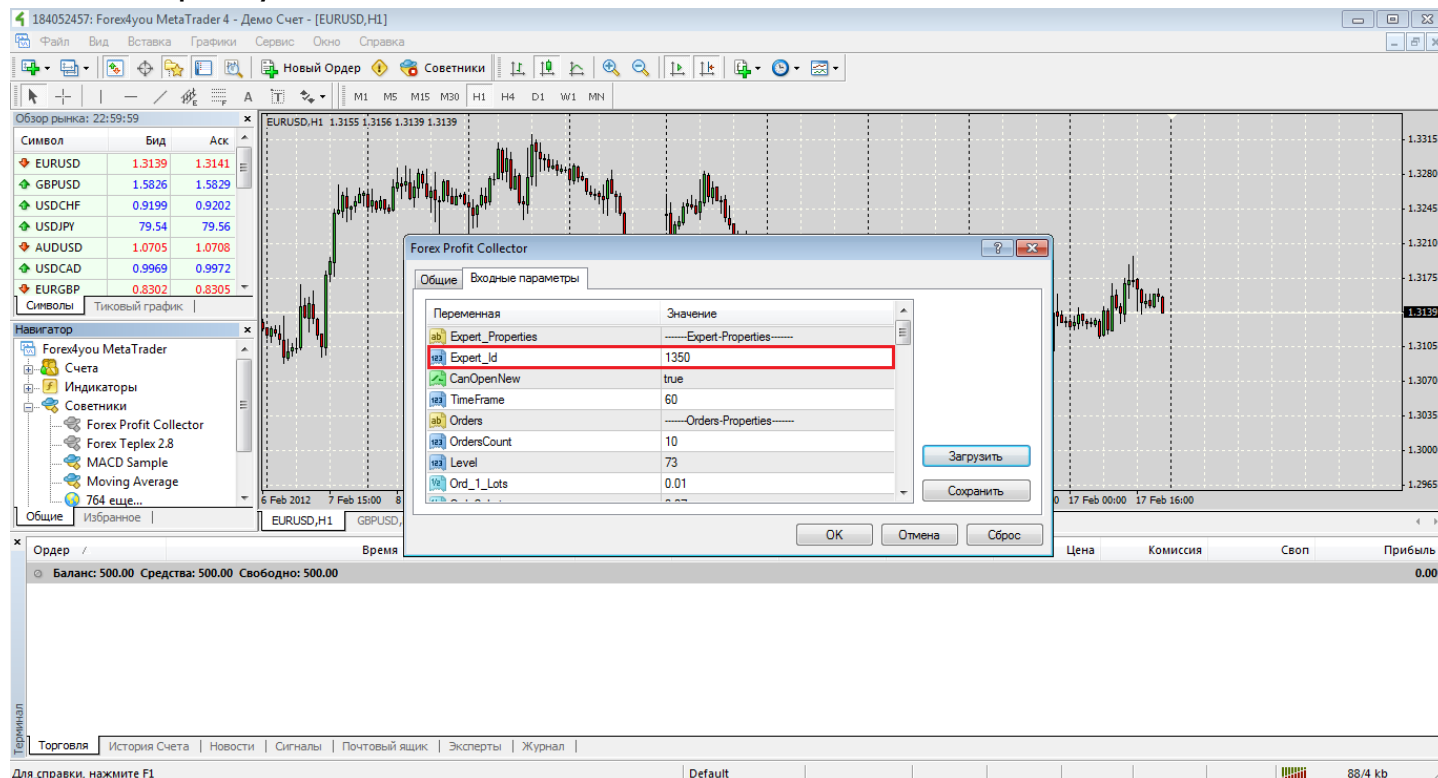 184052457: Forex4you MetaTrader 4 - Демо Счет - [EURUSD,H1]
Файл Вид Вставка Графики Сервис Окно Справка
Новый Ордер Советники
A T M1 M5 M15 M30 H1 H4 D1 W1 MN
Обзор рынка: 22:59:59
Символ Бид Аск
EURUSD 1.3139 1.3141
GBPUSD 1.5826 1.5829
USDCHF 0.9199 0.9202
USDJPY 79.54 79.56
AUDUSD 1.0705 1.0708
USDCAD 0.9969 0.9972
EURGBP 0.8302 0.8305
Символы Тиковый график
Навигатор
Forex4you MetaTrader
Счета
Индикаторы
Советники
Forex Profit Collector
Forex Teplex 2.8
MACD Sample
Moving Average
764 еще...
Общие Избранное
EURUSD,H1 1.3155 1.3156 1.3139 1.3139
1.3315
1.3280
1.3245
1.3210
1.3175
1.3139
1.3105
1.3070
1.3035
1.3000
1.2965
6 Feb 2012 7 Feb 15:00 8
0 17 Feb 00:00 17 Feb 16:00
EURUSD,H1 GBPUSD,
Forex Profit Collector
Общие Входные параметры
Переменная Значение
Expert_Properties -------Expert-Properties-------
Expert_Id 1350
CanOpenNew true
TimeFrame 60
Orders -------Orders-Properties-------
OrdersCount 10
Level 73
Ord_1_Lots 0.01
Загрузить
Сохранить
OK Отмена Сброс
Ордер / Время Цена Комиссия Своп Прибыль
Баланс: 500.00 Средства: 500.00 Свободно: 500.00 0.00
Терминал
Торговля История Счета Новости Сигналы Почтовый ящик Эксперты Журнал
Для справки, нажмите F1 Default 88/4 kb